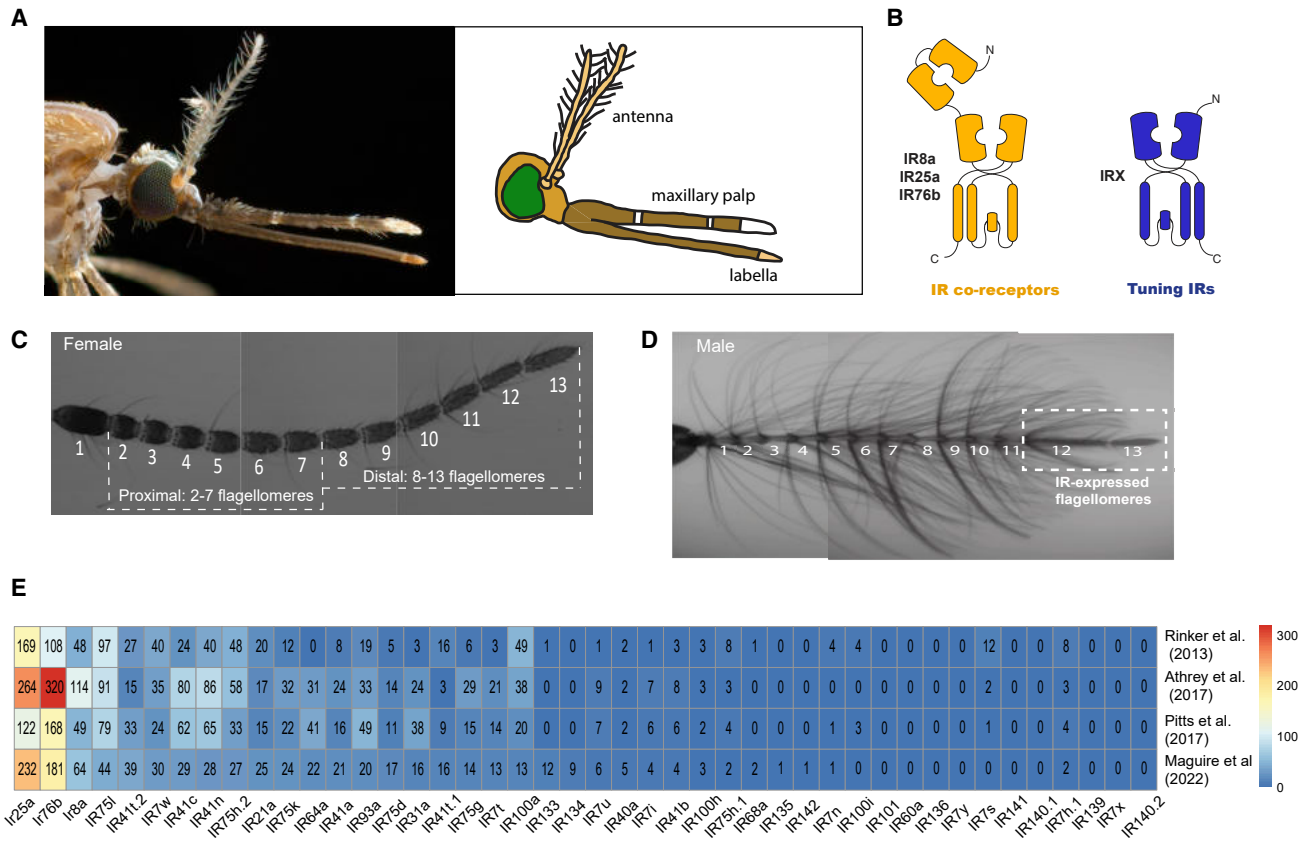 A
antenna
maxillary palp
labella
B
N
IR8a
IR25a
IR76b
C
IR co-receptors
N
IRX
C
Tuning IRs
C
Female
1 2 3 4 5 6 7 8 9 10 11 12 13
Proximal: 2-7 flagellomeres
Distal: 8-13 flagellomeres
D
Male
1 2 3 4 5 6 7 8 9 10 11 12 13
IR-expressed
flagellomeres
E
169 108 48 97 27 40 24 40 48 20 12 0 8 19 5 3 16 6 3 49 1 0 1 2 1 3 3 8 1 0 0 4 4 0 0 0 0 12 0 0 8 0 0 0
Rinker et al.
(2013)
264 320 114 91 15 35 80 86 58 17 32 31 24 33 14 24 3 29 21 38 0 0 9 2 7 8 3 3 0 0 0 0 0 0 0 0 0 2 0 0 3 0 0 0
Athrey et al.
(2017)
122 168 49 79 33 24 62 65 33 15 22 41 16 49 11 38 9 15 14 20 0 0 7 2 6 6 2 4 0 0 0 1 3 0 0 0 0 1 0 0 4 0 0 0
Pitts et al.
(2017)
232 181 64 44 39 30 29 28 27 25 24 22 21 20 17 16 16 14 13 13 12 9 6 5 4 4 3 2 2 1 1 1 0 0 0 0 0 0 0 0 2 0 0 0
Maguire et al
(2022)
Ir25a Ir76b Ir8a IR75l IR41t.2 IR7w IR41c IR41n IR75h.2 IR21a IR75k IR64a IR41a IR93a IR75d IR31a IR41t.1 IR75g IR7t IR100a IR133 IR134 IR7u IR40a IR7i IR41b IR100h IR75h.1 IR68a IR135 IR142 IR7n IR100i IR101 IR60a IR136 IR7y IR7s IR141 IR140.1 IR7h.1 IR139 IR7x IR140.2
300
200
100
0